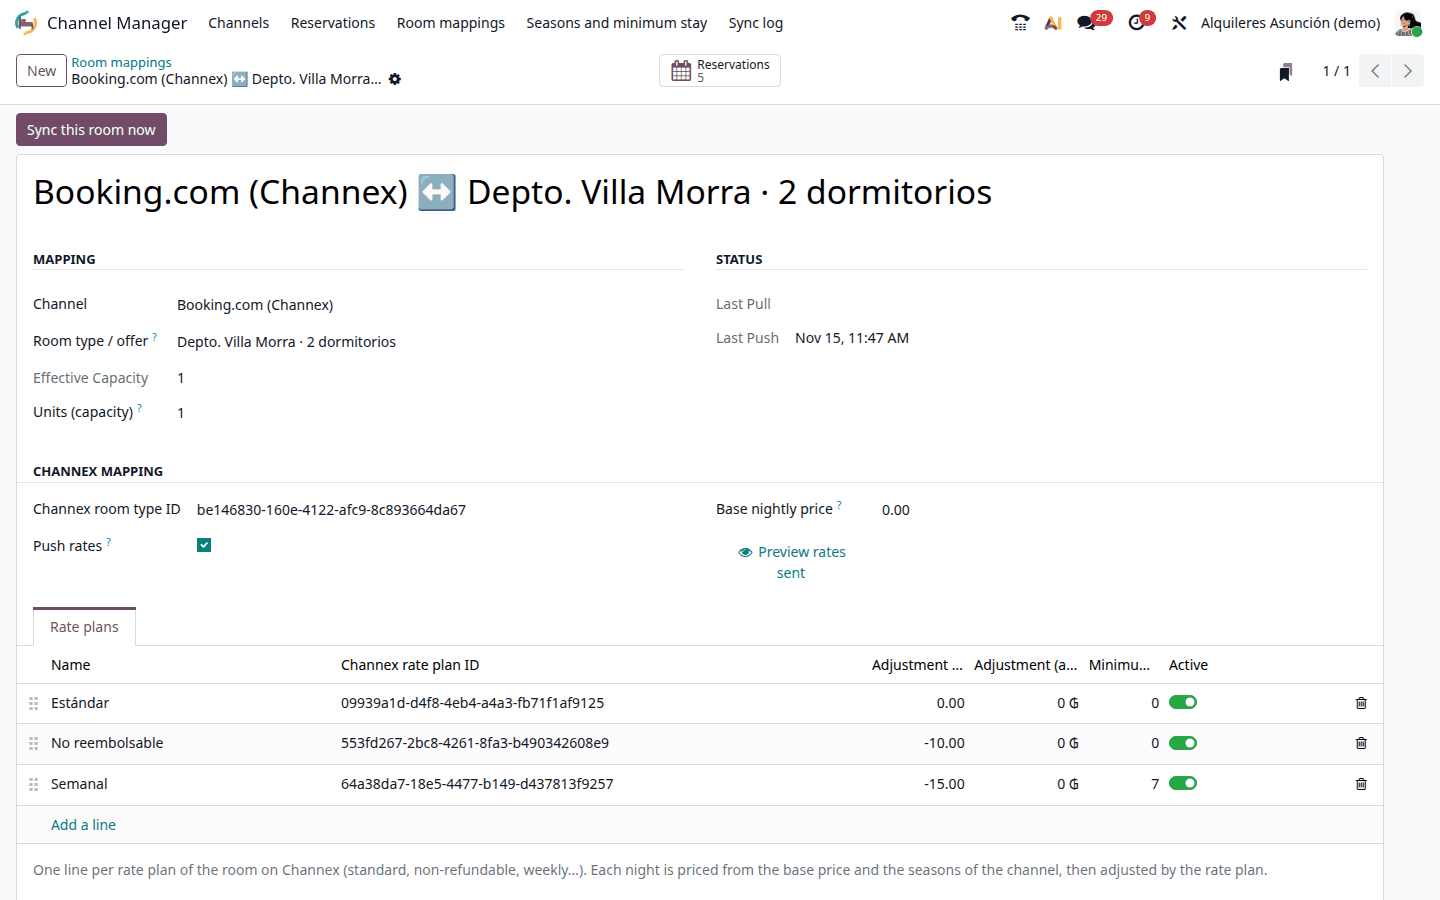 Channel Manager
Channels
Reservations
Room mappings
Seasons and minimum stay
Sync log
29
9
Alquileres Asunción (demo)
New
Room mappings
Booking.com (Channex) ↔ Depto. Villa Morra...
Reservations
5
1 / 1
Sync this room now
Booking.com (Channex) ↔ Depto. Villa Morra · 2 dormitorios
MAPPING
Channel
Booking.com (Channex)
Room type / offer ?
Depto. Villa Morra · 2 dormitorios
Effective Capacity
1
Units (capacity) ?
1
STATUS
Last Pull
Last Push
Nov 15, 11:47 AM
CHANNEX MAPPING
Channex room type ID
be146830-160e-4122-afc9-8c893664da67
Push rates ?
Base nightly price ?
0.00
Preview rates
sent
Rate plans
Name Channex rate plan ID Adjustment ... Adjustment (a... Minimu... Active
Estándar 09939a1d-d4f8-4eb4-a4a3-fb71f1af9125 0.00 0 ₲ 0
No reembolsable 553fd267-2bc8-4261-8fa3-b490342608e9 -10.00 0 ₲ 0
Semanal 64a38da7-18e5-4477-b149-d437813f9257 -15.00 0 ₲ 7
Add a line
One line per rate plan of the room on Channex (standard, non-refundable, weekly...). Each night is priced from the base price and the seasons of the channel, then adjusted by the rate plan.